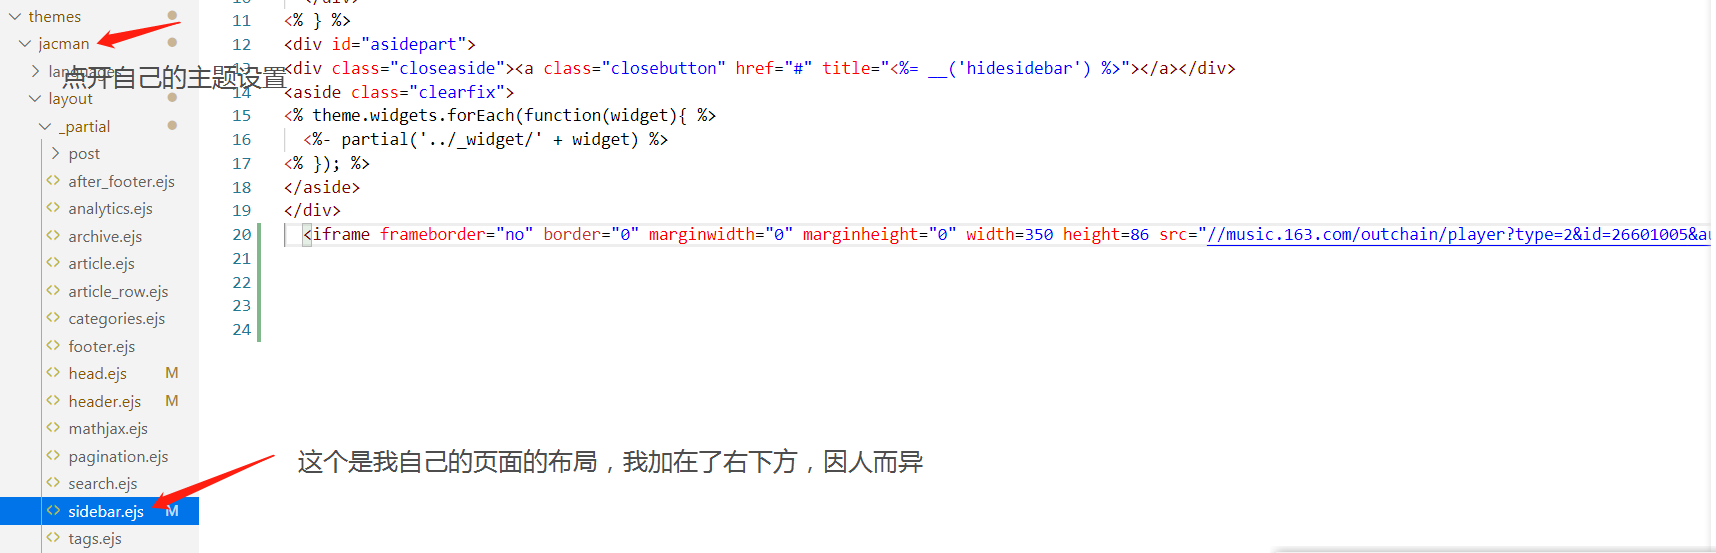 themes
jacman
languages
点开自己的主题设置
layout
_partial
post
after_footer.ejs
analytics.ejs
archive.ejs
article.ejs
article_row.ejs
categories.ejs
footer.ejs
head.ejs M
header.ejs M
mathjax.ejs
pagination.ejs
search.ejs
sidebar.ejs M
tags.ejs
10 </div>
11 <% } %>
12 <div id="asidepart">
13 <div class="closeaside"><a class="closebutton" href="#" title="<%= __('hidesidebar') %>"></a></div>
14 <aside class="clearfix">
15 <% theme.widgets.forEach(function(widget){ %>
16 <%- partial('../_widget/' + widget) %>
17 <% }); %>
18 </aside>
19 </div>
20 <iframe frameborder="no" border="0" marginwidth="0" marginheight="0" width=350 height=86 src="//music.163.com/outchain/player?type=2&id=26601005&au
21
22
23
24
这个是我自己的页面的布局，我加在了右下方，因人而异